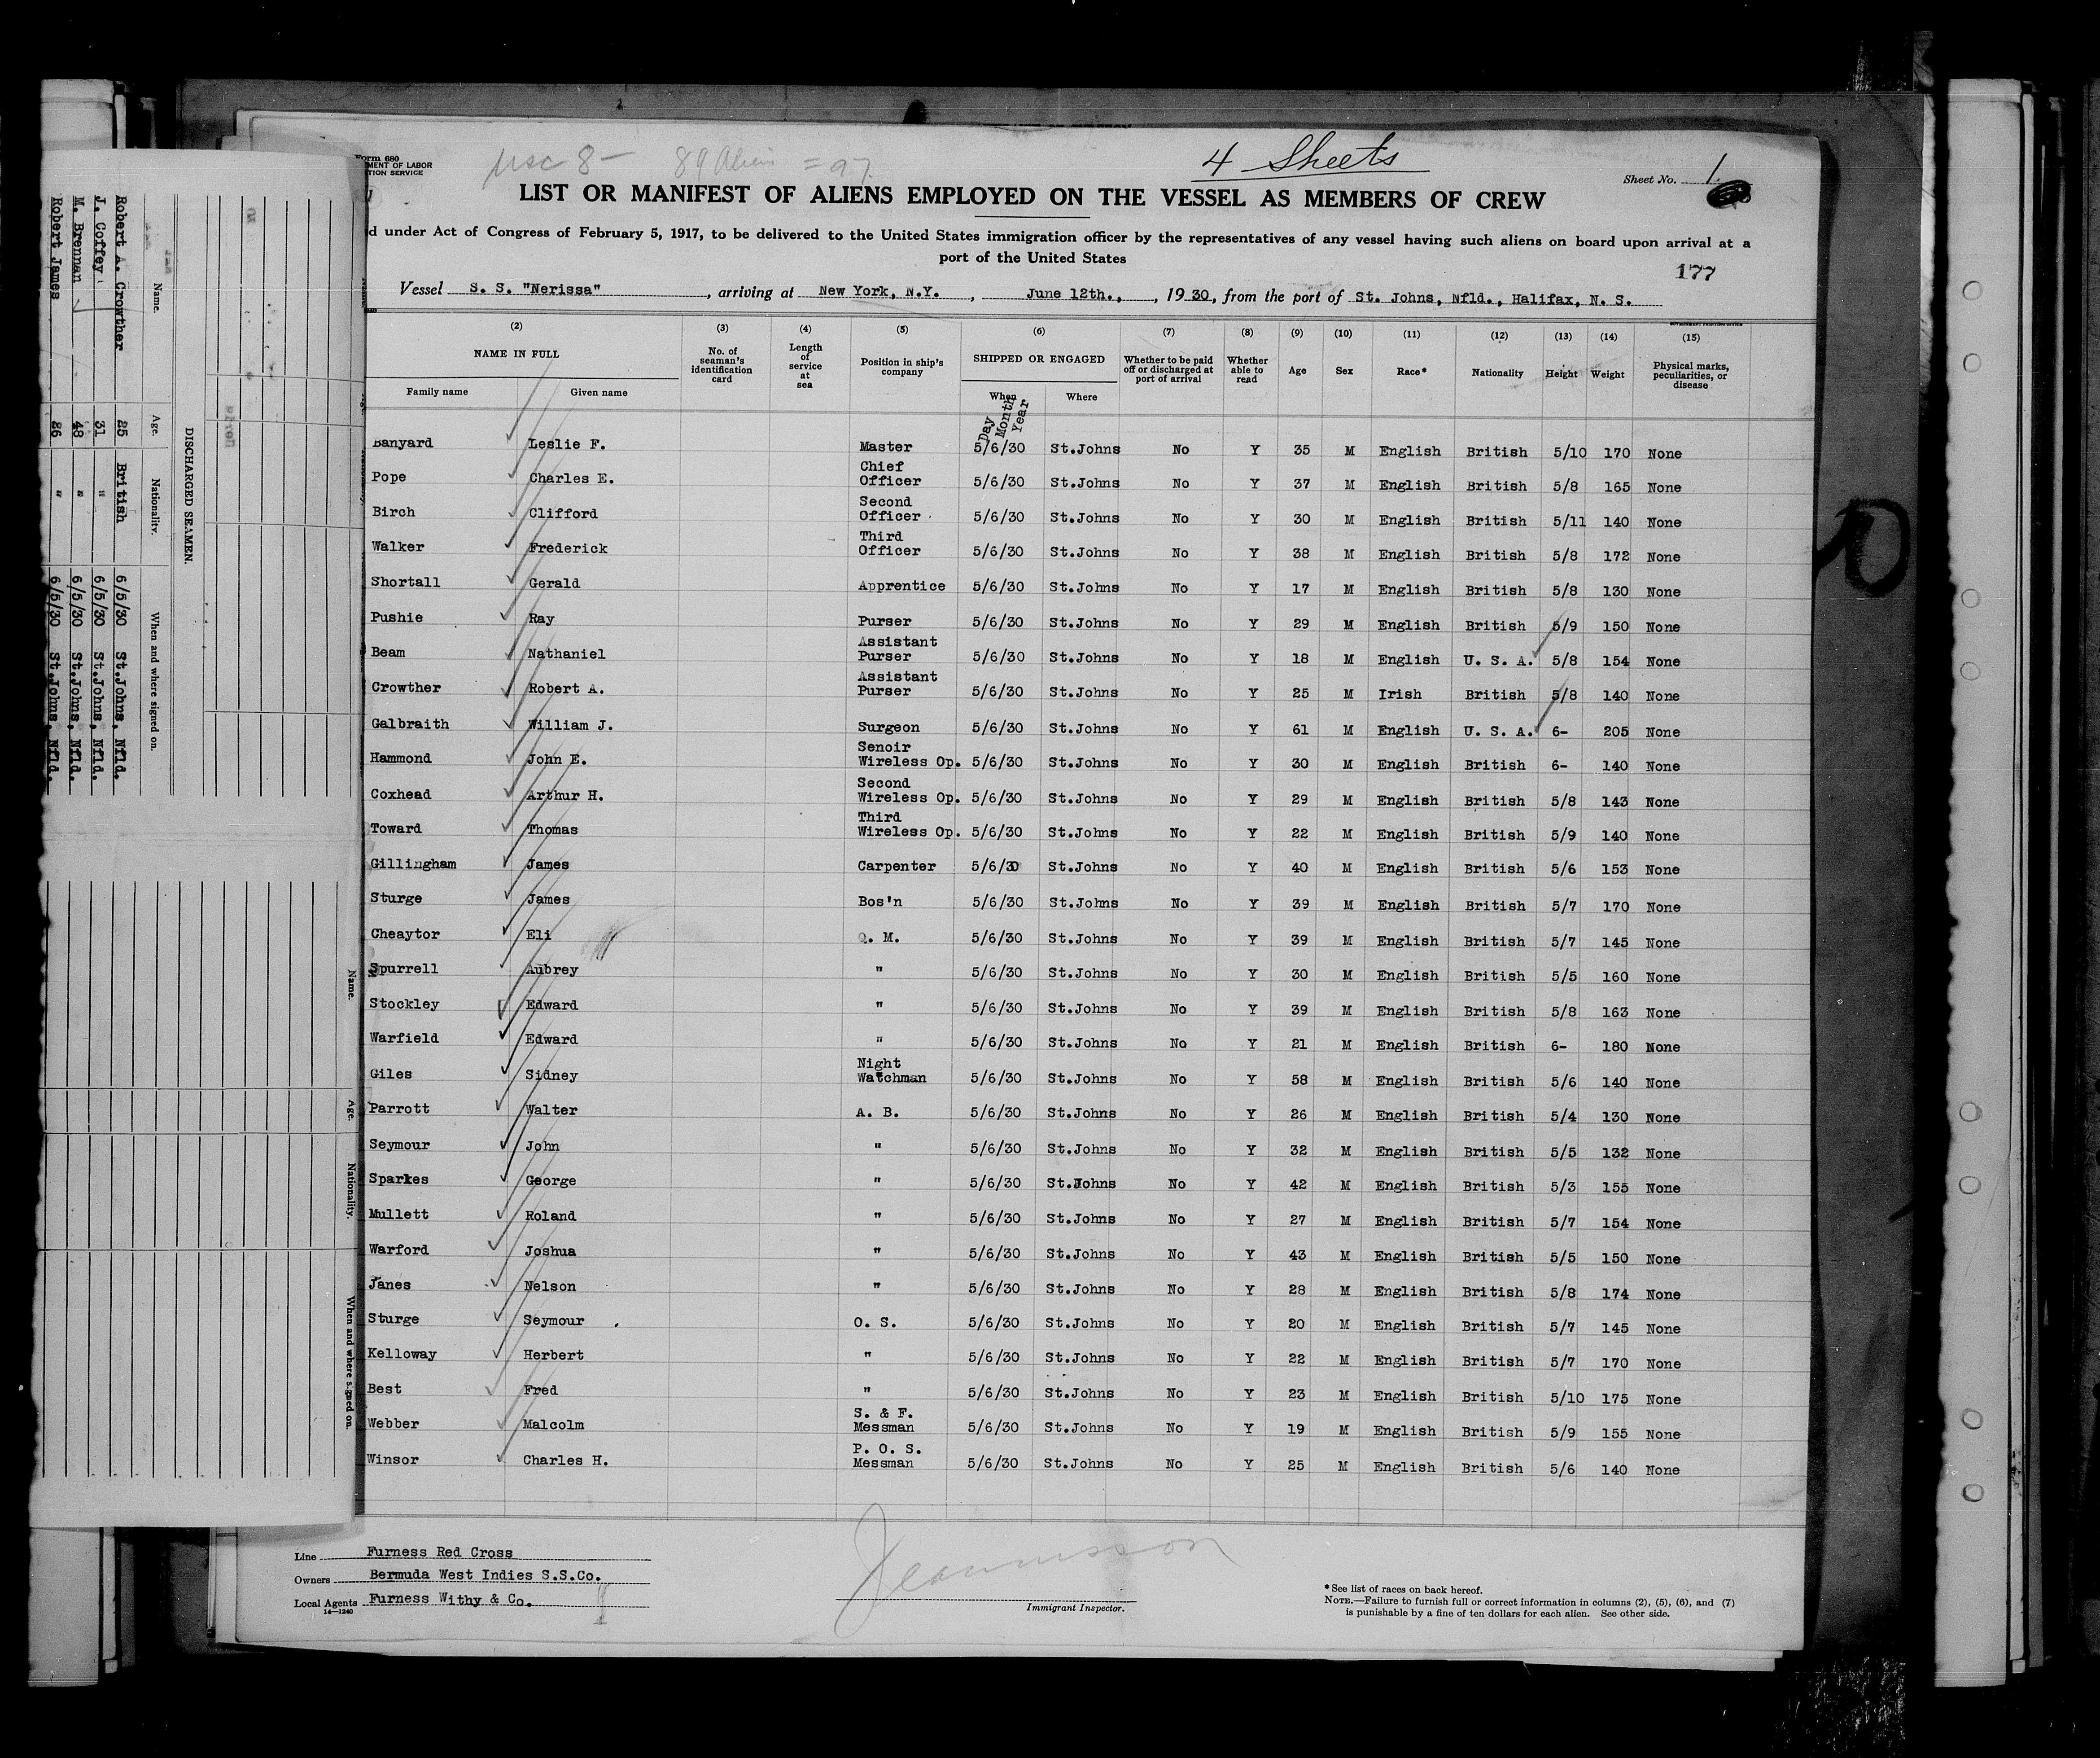 Form 680
MENT OF LABOR
TION SERVICE
USC 8 - 89 Aliens = 97
4 Sheets
Sheet No. 1
LIST OR MANIFEST OF ALIENS EMPLOYED ON THE VESSEL AS MEMBERS OF CREW
d under Act of Congress of February 5, 1917, to be delivered to the United States immigration officer by the representatives of any vessel having such aliens on board upon arrival at a
port of the United States
177
Vessel S. S. "Nerissa", arriving at New York, N.Y., June 12th., 1930, from the port of St. Johns, Nfld., Halifax, N. S.
(2) (3) (4) (5) (6) (7) (8) (9) (10) (11) (12) (13) (14) (15)
NAME IN FULL
Family name Given name
No. of seaman's identification card
Length of service at sea
Position in ship's company
SHIPPED OR ENGAGED
When Where
Day Month Year
Whether to be paid off or discharged at port of arrival
Whether able to read
Age Sex Race* Nationality Height Weight
Physical marks, peculiarities, or disease
Banyard Leslie F. Master 5/6/30 St.Johns No Y 35 M English British 5/10 170 None
Pope Charles E. Chief Officer 5/6/30 St.Johns No Y 37 M English British 5/8 165 None
Birch Clifford Second Officer 5/6/30 St.Johns No Y 30 M English British 5/11 140 None
Walker Frederick Third Officer 5/6/30 St.Johns No Y 38 M English British 5/8 172 None
Shortall Gerald Apprentice 5/6/30 St.Johns No Y 17 M English British 5/8 130 None
Pushie Ray Purser 5/6/30 St.Johns No Y 29 M English British 5/9 150 None
Beam Nathaniel Assistant Purser 5/6/30 St.Johns No Y 18 M English U. S. A. 5/8 154 None
Crowther Robert A. Assistant Purser 5/6/30 St.Johns No Y 25 M Irish British 5/8 140 None
Galbraith William J. Surgeon 5/6/30 St.Johns No Y 61 M English U. S. A. 6- 205 None
Hammond John E. Senoir Wireless Op. 5/6/30 St.Johns No Y 30 M English British 6- 140 None
Coxhead Arthur H. Second Wireless Op. 5/6/30 St.Johns No Y 29 M English British 5/8 143 None
Toward Thomas Third Wireless Op. 5/6/30 St.Johns No Y 22 M English British 5/9 140 None
Gillingham James Carpenter 5/6/30 St.Johns No Y 40 M English British 5/6 153 None
Sturge James Bos'n 5/6/30 St.Johns No Y 39 M English British 5/7 170 None
Cheaytor Eli Q. M. 5/6/30 St.Johns No Y 39 M English British 5/7 145 None
Spurrell Aubrey " 5/6/30 St.Johns No Y 30 M English British 5/5 160 None
Stockley Edward " 5/6/30 St.Johns No Y 39 M English British 5/8 163 None
Warfield Edward " 5/6/30 St.Johns No Y 21 M English British 6- 180 None
Giles Sidney Night Watchman 5/6/30 St.Johns No Y 58 M English British 5/6 140 None
Parrott Walter A. B. 5/6/30 St.Johns No Y 26 M English British 5/4 130 None
Seymour John " 5/6/30 St.Johns No Y 32 M English British 5/5 132 None
Sparkes George " 5/6/30 St.Johns No Y 42 M English British 5/3 155 None
Mullett Roland " 5/6/30 St.Johns No Y 27 M English British 5/7 154 None
Warford Joshua " 5/6/30 St.Johns No Y 43 M English British 5/5 150 None
Janes Nelson " 5/6/30 St.Johns No Y 28 M English British 5/8 174 None
Sturge Seymour O. S. 5/6/30 St.Johns No Y 20 M English British 5/7 145 None
Kelloway Herbert " 5/6/30 St.Johns No Y 22 M English British 5/7 170 None
Best Fred " 5/6/30 St.Johns No Y 23 M English British 5/10 175 None
Webber Malcolm S. & F. Messman 5/6/30 St.Johns No Y 19 M English British 5/9 155 None
Winsor Charles H. P. O. S. Messman 5/6/30 St.Johns No Y 25 M English British 5/6 140 None
Line Furness Red Cross
Owners Bermuda West Indies S.S.Co.
Local Agents Furness Withy & Co.
14—1240
Immigrant Inspector.
*See list of races on back hereof.
NOTE.—Failure to furnish full or correct information in columns (2), (5), (6), and (7)
is punishable by a fine of ten dollars for each alien. See other side.
DISCHARGED SEAMEN.
Name. Age. Nationality. When and where signed on.
Robert A. Crowther 25 British 6/5/30 St.Johns, Nfld.
J. Coffey 31 " 6/5/30 St.Johns, Nfld.
M. Brennan 48 " 6/5/30 St.Johns, Nfld.
Robert James 26 " 6/5/30 St.Johns, Nfld.
Name. Age. Nationality. When and where signed on.